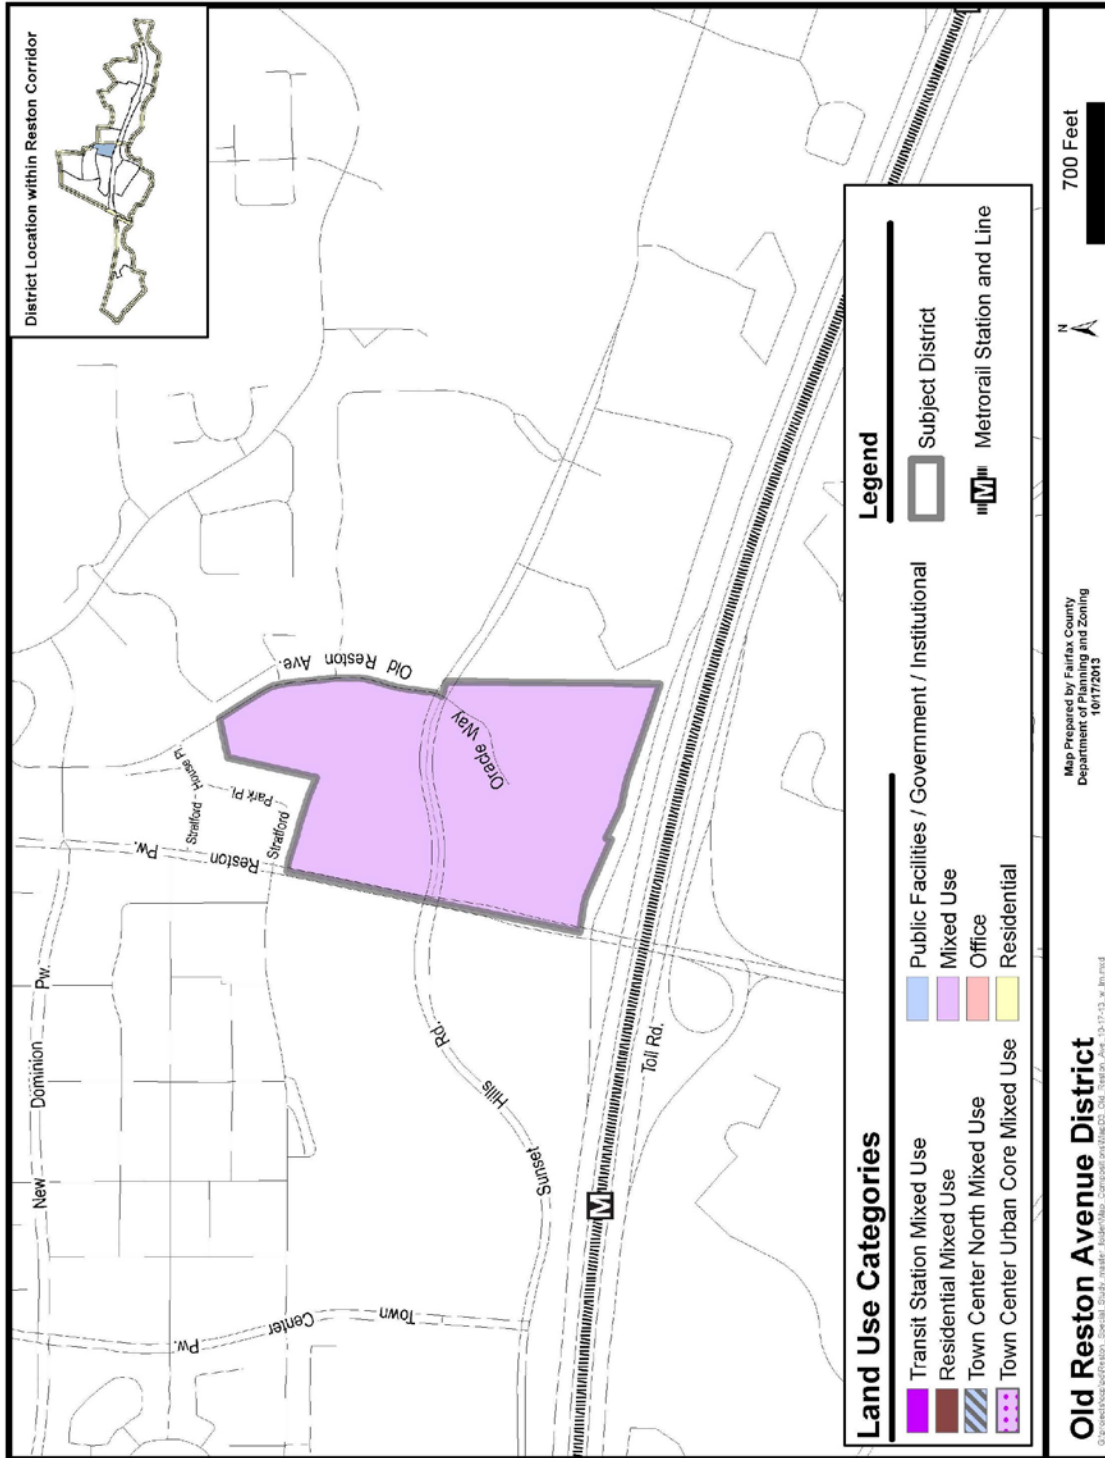 District Location within Reston Corridor
New Dominion Pw.
Reston Pw.
Stratford House Pl.
Stratford Park Pl.
Old Reston Ave.
Oracle Way
Town Center Pw.
Sunset Hills Rd.
Toll Rd.
M
M
Land Use Categories
Transit Station Mixed Use
Residential Mixed Use
Town Center North Mixed Use
Town Center Urban Core Mixed Use
Public Facilities / Government / Institutional
Mixed Use
Office
Residential
Legend
Subject District
M
Metrorail Station and Line
Old Reston Avenue District
Map Prepared by Fairfax County
Department of Planning and Zoning
10/17/2013
N
700 Feet